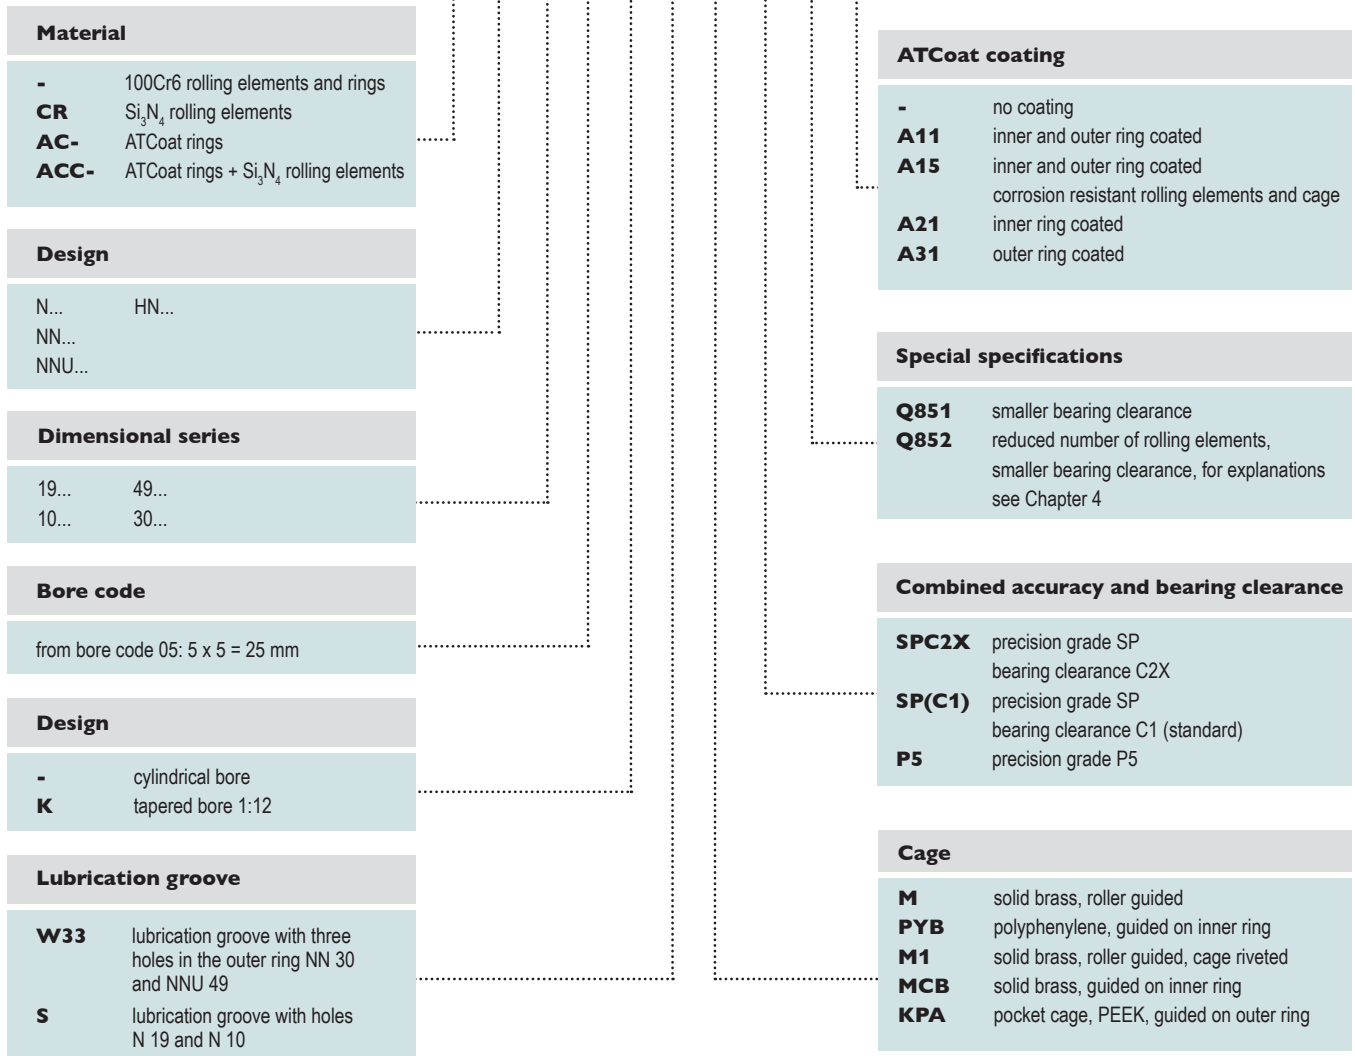 Material
- 100Cr6 rolling elements and rings
CR Si3N4 rolling elements
AC- ATCoat rings
ACC- ATCoat rings + Si3N4 rolling elements
Design
N... HN...
NN...
NNU...
Dimensional series
19... 49...
10... 30...
Bore code
from bore code 05: 5 x 5 = 25 mm
Design
- cylindrical bore
K tapered bore 1:12
Lubrication groove
W33 lubrication groove with three
holes in the outer ring NN 30
and NNU 49
S lubrication groove with holes
N 19 and N 10
ATCoat coating
- no coating
A11 inner and outer ring coated
A15 inner and outer ring coated
corrosion resistant rolling elements and cage
A21 inner ring coated
A31 outer ring coated
Special specifications
Q851 smaller bearing clearance
Q852 reduced number of rolling elements,
smaller bearing clearance, for explanations
see Chapter 4
Combined accuracy and bearing clearance
SPC2X precision grade SP
bearing clearance C2X
SP(C1) precision grade SP
bearing clearance C1 (standard)
P5 precision grade P5
Cage
M solid brass, roller guided
PYB polyphenylene, guided on inner ring
M1 solid brass, roller guided, cage riveted
MCB solid brass, guided on inner ring
KPA pocket cage, PEEK, guided on outer ring